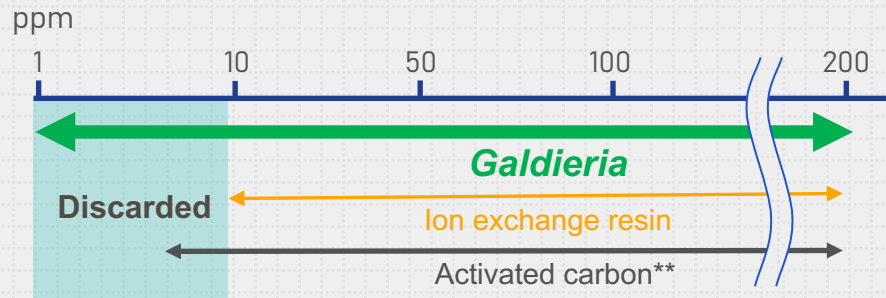 ppm
1 10 50 100 200
Galdieria
Discarded
Ion exchange resin
Activated carbon**